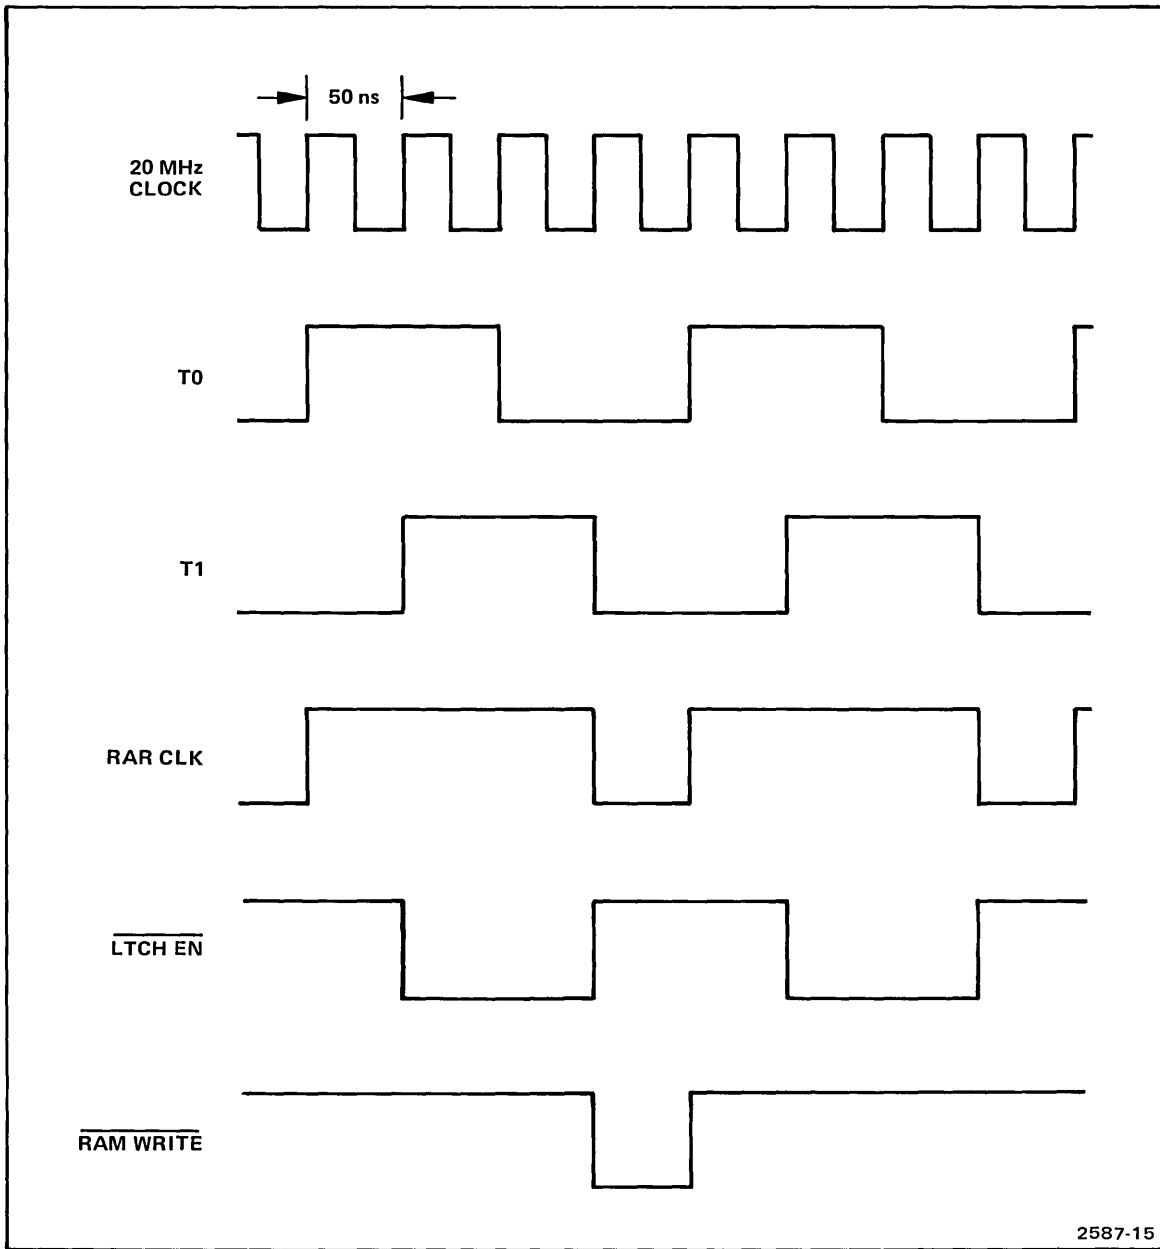 50 ns
20 MHz
CLOCK
T0
T1
RAR CLK
LTCH EN
RAM WRITE
2587-15